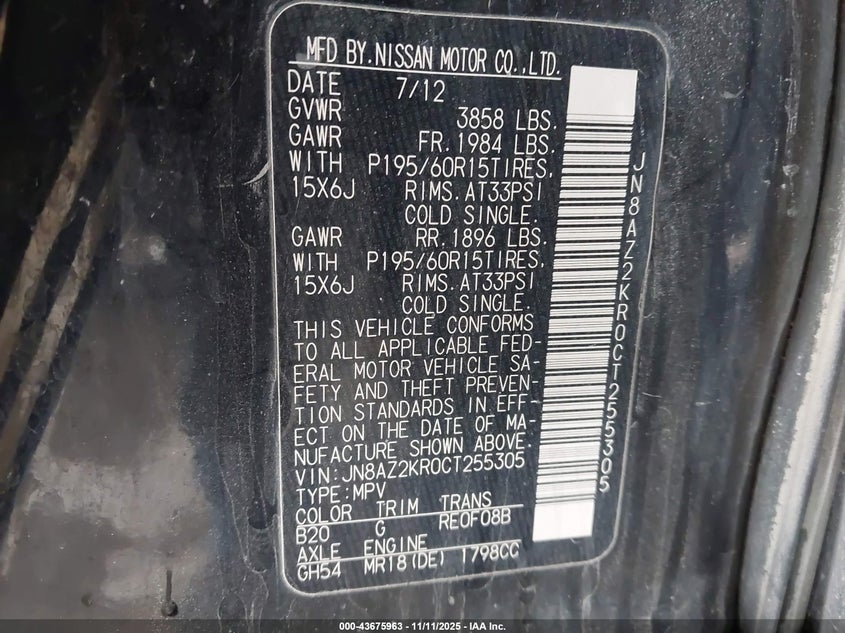 MFD BY.NISSAN MOTOR CO.,LTD.
DATE 7/12
GVWR 3858 LBS.
GAWR FR.1984 LBS.
WITH P195/60R15TIRES,
15X6J RIMS.AT33PSI
COLD SINGLE.
GAWR RR.1896 LBS.
WITH P195/60R15TIRES,
15X6J RIMS.AT33PSI
COLD SINGLE.
THIS VEHICLE CONFORMS
TO ALL APPLICABLE FED-
ERAL MOTOR VEHICLE SA-
FETY AND THEFT PREVEN-
TION STANDARDS IN EFF-
ECT ON THE DATE OF MA-
NUFACTURE SHOWN ABOVE.
VIN:JN8AZ2KR0CT255305
TYPE:MPV
COLOR TRIM TRANS
B20 G RE0F08B
AXLE ENGINE
GH54 MR18(DE) 1798CC
JN8AZ2KR0CT255305
000-43675963 - 11/11/2025 - IAA Inc.